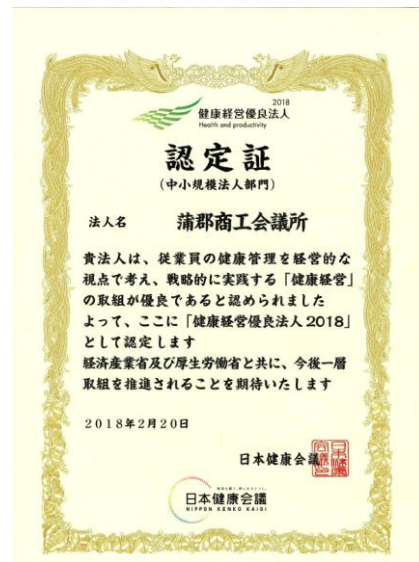 2018
健康経営優良法人
Health and productivity
認定証
(中小規模法人部門)
法人名 蒲郡商工会議所
貴法人は、従業員の健康管理を経営的な
視点で考え、戦略的に実践する「健康経営」
の取組が優良であると認められました
よって、ここに「健康経営優良法人2018」
として認定します
経済産業省及び厚生労働省と共に、今後一層
取組を推進されることを期待いたします
2018年2月20日
日本健康会議
日本健康会議
NIPPON KENKO KAIGI